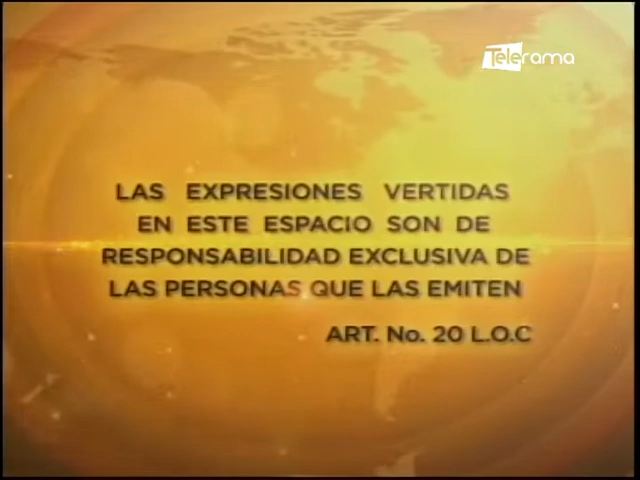 Telerama
LAS EXPRESIONES VERTIDAS
EN ESTE ESPACIO SON DE
RESPONSABILIDAD EXCLUSIVA DE
LAS PERSONAS QUE LAS EMITEN
ART. No. 20 L.O.C